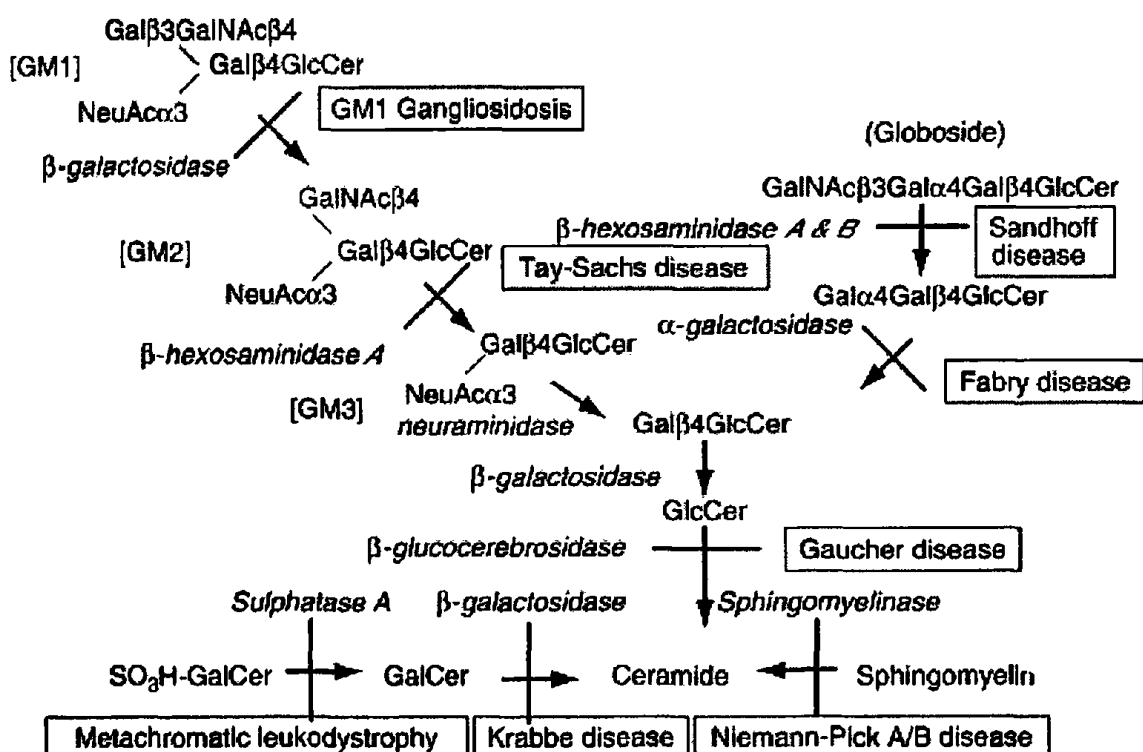 Galβ3GalNAcβ4
[GM1] Galβ4GlcCer
NeuAcα3
GM1 Gangliosidosis
β-galactosidase
(Globoside)
GalNAcβ3Galα4Galβ4GlcCer
GalNAcβ4
β-hexosaminidase A & B
Sandhoff
disease
[GM2] Galβ4GlcCer
Tay-Sachs disease
NeuAcα3
Galα4Galβ4GlcCer
α-galactosidase
β-hexosaminidase A
Galβ4GlcCer
Fabry disease
[GM3] NeuAcα3
neuraminidase
Galβ4GlcCer
β-galactosidase
GlcCer
β-glucocerebrosidase
Gaucher disease
Sulphatase A β-galactosidase Sphingomyelinase
SO₃H-GalCer GalCer Ceramide Sphingomyelin
Metachromatic leukodystrophy Krabbe disease Niemann-Pick A/B disease